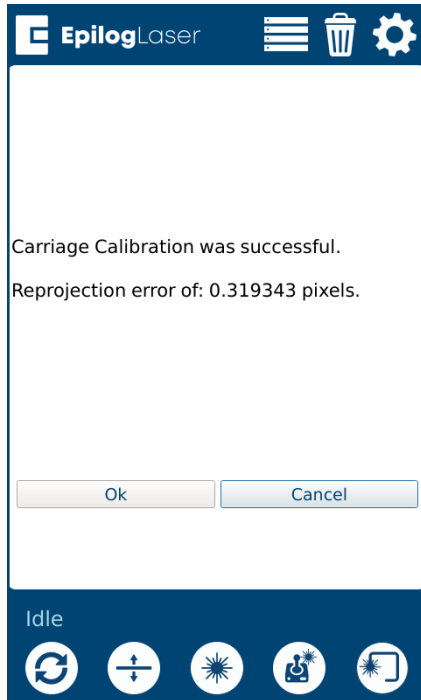 EpilogLaser
Carriage Calibration was successful.
Reprojection error of: 0.319343 pixels.
Ok Cancel
Idle